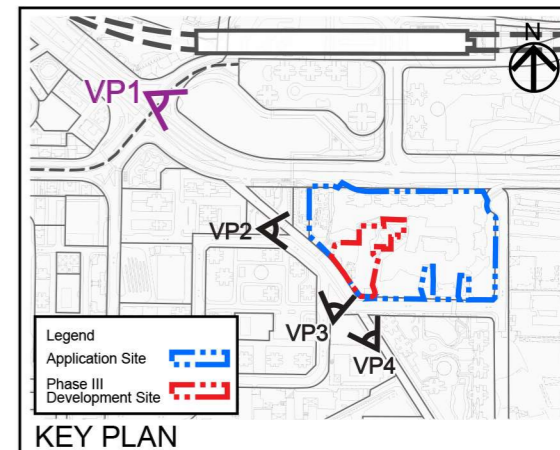 N
VP1
VP2
VP3
VP4
Legend
Application Site
Phase III
Development Site
KEY PLAN